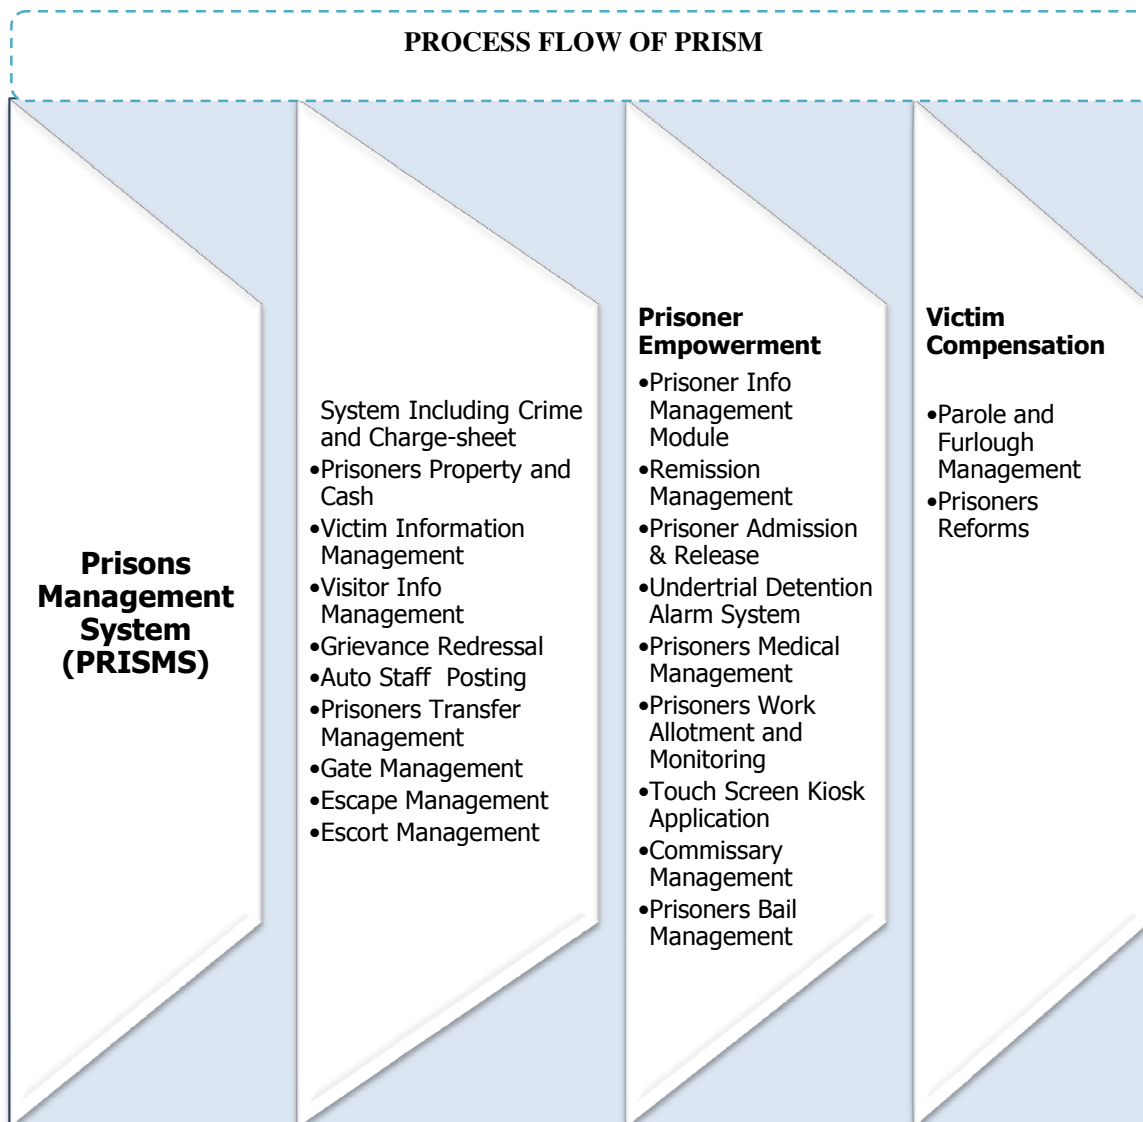 PROCESS FLOW OF PRISM
Prisons
Management
System
(PRISMS)
System Including Crime
and Charge-sheet
•Prisoners Property and
Cash
•Victim Information
Management
•Visitor Info
Management
•Grievance Redressal
•Auto Staff Posting
•Prisoners Transfer
Management
•Gate Management
•Escape Management
•Escort Management
Prisoner
Empowerment
•Prisoner Info
Management
Module
•Remission
Management
•Prisoner Admission
& Release
•Undertrial Detention
Alarm System
•Prisoners Medical
Management
•Prisoners Work
Allotment and
Monitoring
•Touch Screen Kiosk
Application
•Commissary
Management
•Prisoners Bail
Management
Victim
Compensation
•Parole and
Furlough
Management
•Prisoners
Reforms